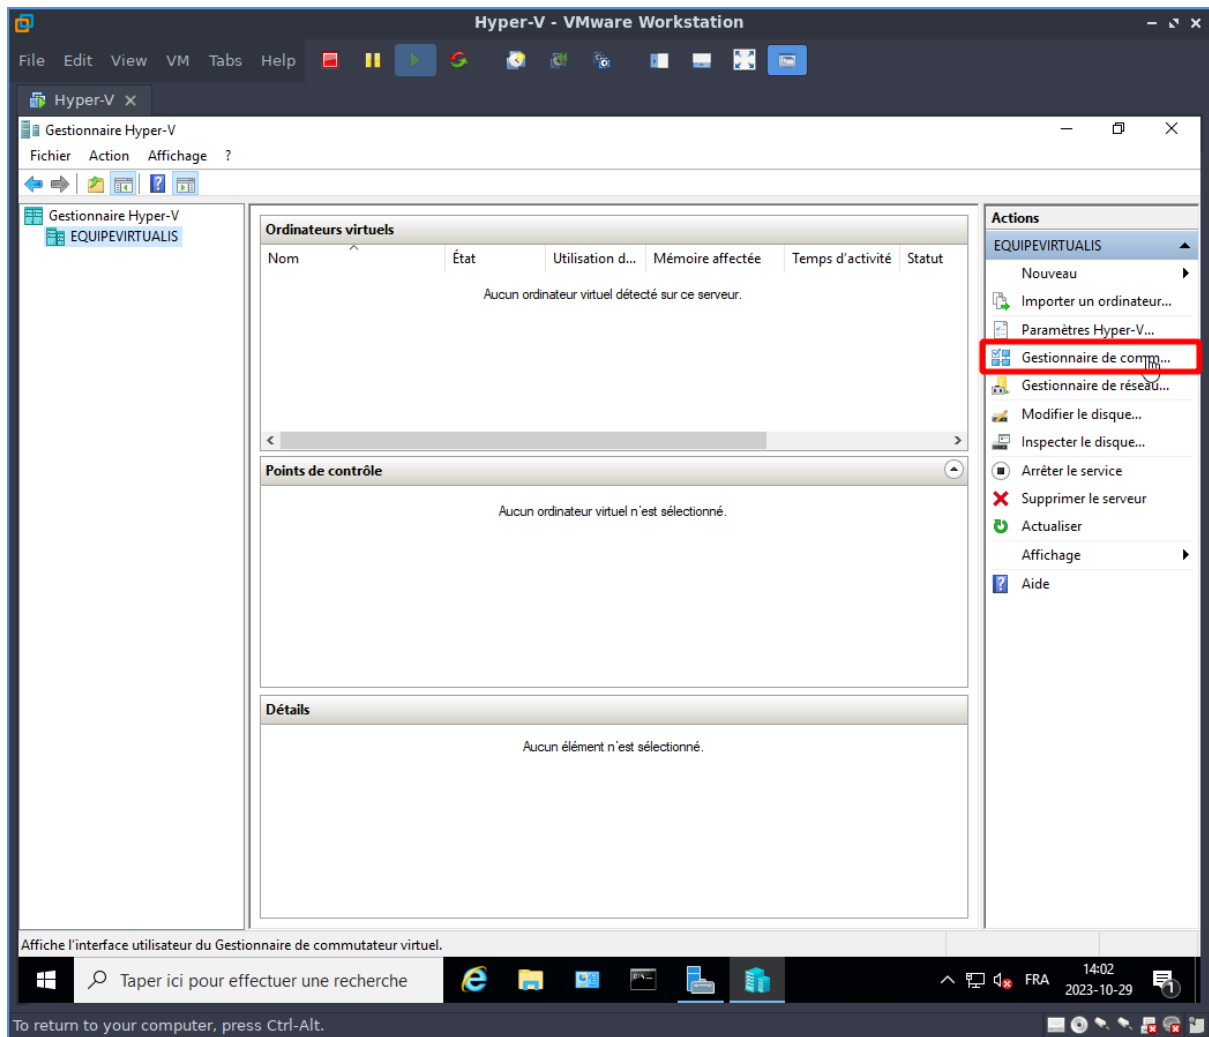 Hyper-V - VMware Workstation
File Edit View VM Tabs Help
Hyper-V
Gestionnaire Hyper-V
Fichier Action Affichage ?
Gestionnaire Hyper-V
EQUIPEVIRTUALIS
Ordinateurs virtuels
Nom État Utilisation d... Mémoire affectée Temps d'activité Statut
Aucun ordinateur virtuel détecté sur ce serveur.
Points de contrôle
Aucun ordinateur virtuel n'est sélectionné.
Détails
Aucun élément n'est sélectionné.
Actions
EQUIPEVIRTUALIS
Nouveau
Importer un ordinateur...
Paramètres Hyper-V...
Gestionnaire de comm...
Gestionnaire de réseau...
Modifier le disque...
Inspecter le disque...
Arrêter le service
Supprimer le serveur
Actualiser
Affichage
Aide
Affiche l'interface utilisateur du Gestionnaire de commutateur virtuel.
Taper ici pour effectuer une recherche
FRA
14:02
2023-10-29
1
To return to your computer, press Ctrl-Alt.